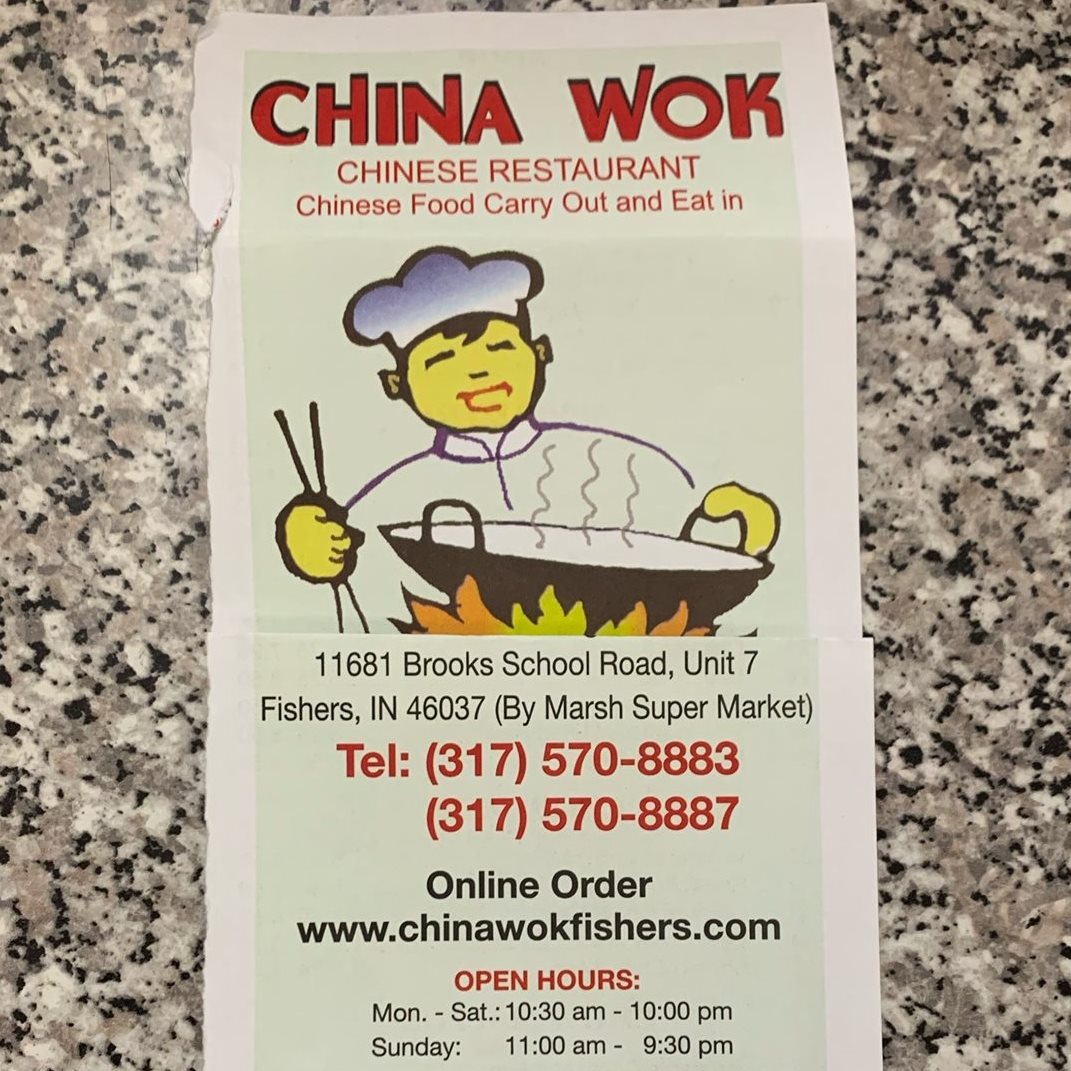 CHINA WOK
CHINESE RESTAURANT
Chinese Food Carry Out and Eat in
11681 Brooks School Road, Unit 7
Fishers, IN 46037 (By Marsh Super Market)
Tel: (317) 570-8883
(317) 570-8887
Online Order
www.chinawokfishers.com
OPEN HOURS:
Mon. - Sat.: 10:30 am - 10:00 pm
Sunday: 11:00 am - 9:30 pm